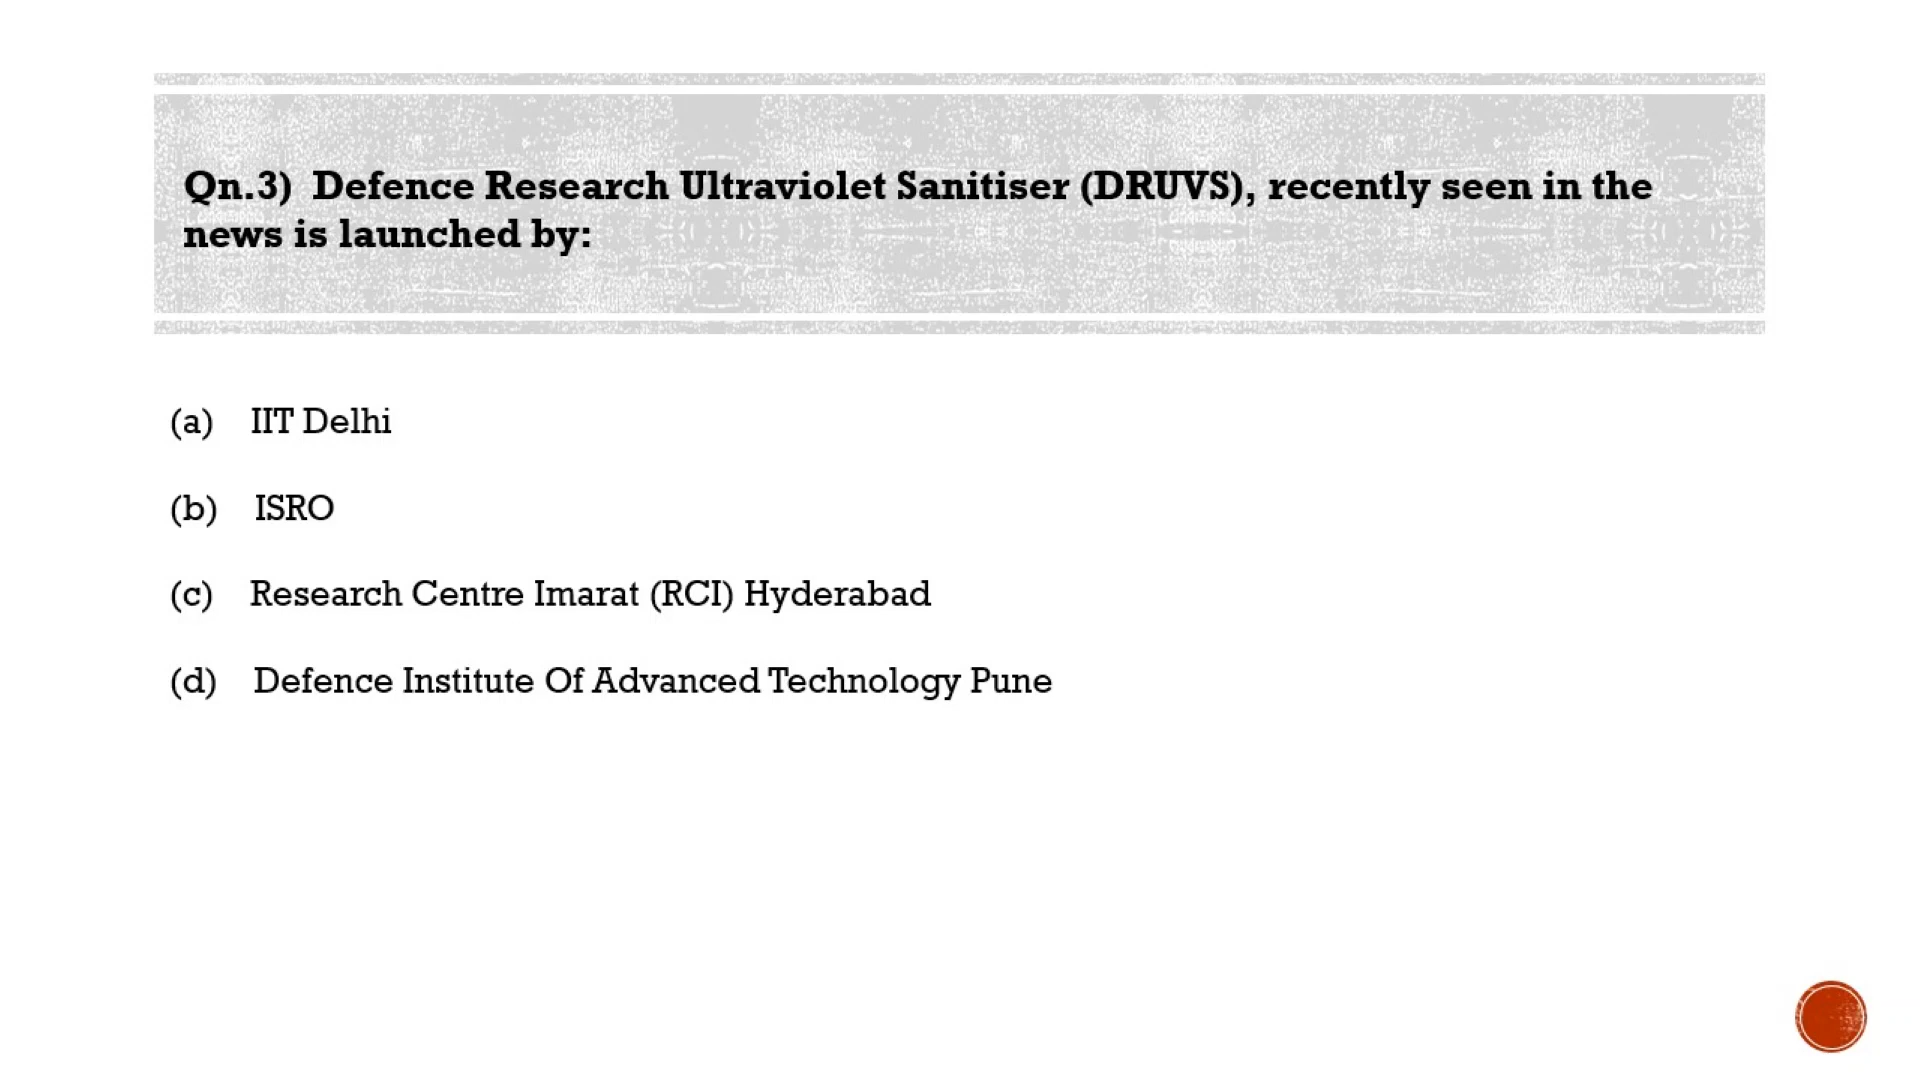 Qn.3) Defence Research Ultraviolet Sanitiser (DRUVS), recently seen in the
news is launched by:
(a) IIT Delhi
(b) ISRO
(c) Research Centre Imarat (RCI) Hyderabad
(d) Defence Institute Of Advanced Technology Pune